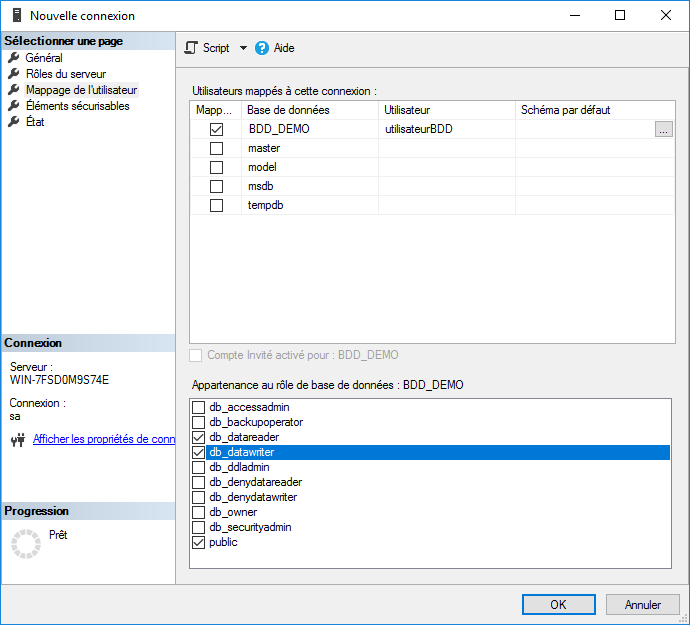 Nouvelle connexion
Sélectionner une page
Général
Rôles du serveur
Mappage de l'utilisateur
Éléments sécurisables
État
Script
Aide
Utilisateurs mappés à cette connexion :
Mapp... Base de données Utilisateur Schéma par défaut
BDD_DEMO utilisateurBDD ...
master
model
msdb
tempdb
Compte Invité activé pour : BDD_DEMO
Appartenance au rôle de base de données : BDD_DEMO
db_accessadmin
db_backupoperator
db_datareader
db_datawriter
db_ddladmin
db_denydatareader
db_denydatawriter
db_owner
db_securityadmin
public
Connexion
Serveur :
WIN-7FSD0M9S74E
Connexion :
sa
Afficher les propriétés de conn
Progression
Prêt
OK Annuler